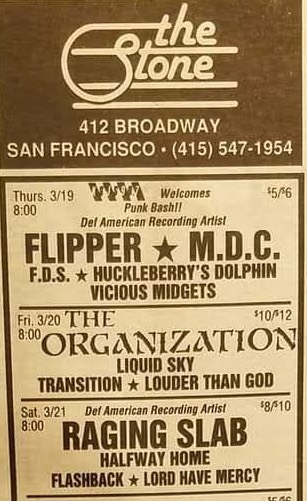 the
Stone
412 BROADWAY
SAN FRANCISCO • (415) 547-1954
Thurs. 3/19 Welcomes $5/$6
8:00 Punk Bash!!
Def American Recording Artist
FLIPPER ★ M.D.C.
F.D.S. ★ HUCKLEBERRY'S DOLPHIN
VICIOUS MIDGETS
Fri. 3/20 THE $10/$12
8:00 ORGANIZATION
LIQUID SKY
TRANSITION ★ LOUDER THAN GOD
Sat. 3/21 Def American Recording Artist $8/$10
8:00
RAGING SLAB
HALFWAY HOME
FLASHBACK ★ LORD HAVE MERCY